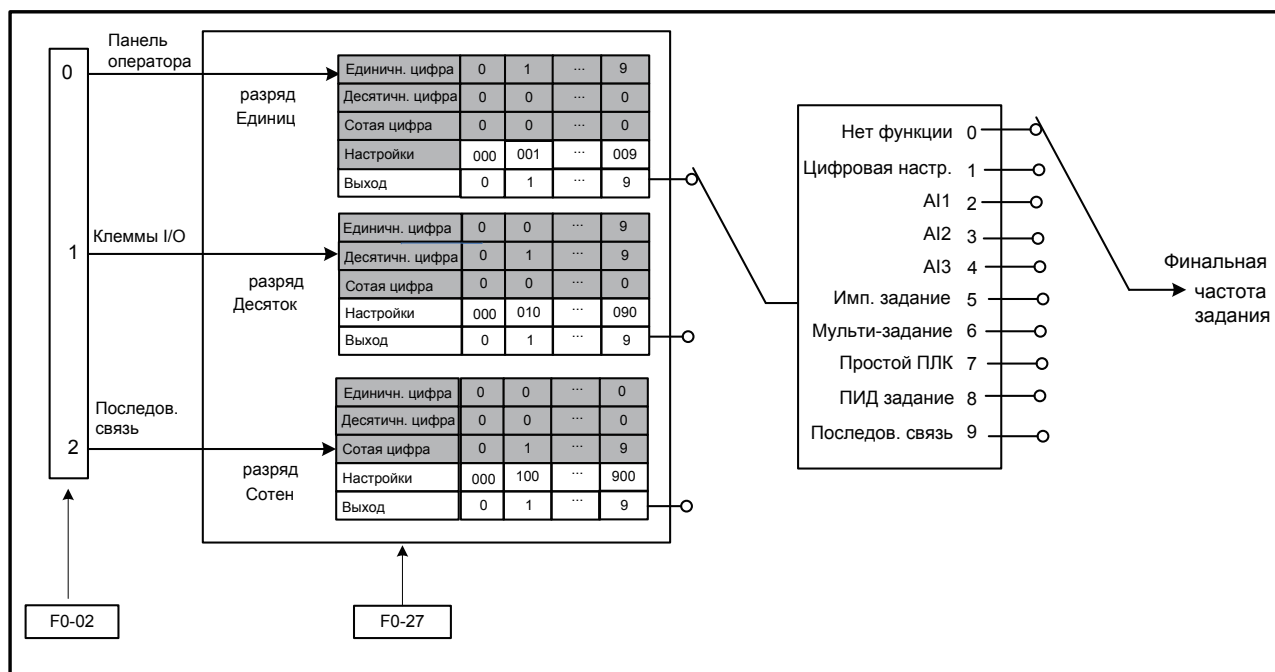 Панель
оператора
0
разряд
Единиц
Единичн. цифра 0 1 ... 9
Десятичн. цифра 0 0 ... 0
Сотая цифра 0 0 ... 0
Настройки 000 001 ... 009
Выход 0 1 ... 9
Клеммы I/O
1
разряд
Десяток
Единичн. цифра 0 0 ... 9
Десятичн. цифра 0 1 ... 9
Сотая цифра 0 0 ... 0
Настройки 000 010 ... 090
Выход 0 1 ... 9
Последов.
связь
2
разряд
Сотен
Единичн. цифра 0 0 ... 0
Десятичн. цифра 0 0 ... 0
Сотая цифра 0 1 ... 9
Настройки 000 100 ... 900
Выход 0 1 ... 9
Нет функции 0
Цифровая настр. 1
AI1 2
AI2 3
AI3 4
Имп. задание 5
Мульти-задание 6
Простой ПЛК 7
ПИД задание 8
Последов. связь 9
Финальная
частота
задания
F0-02
F0-27